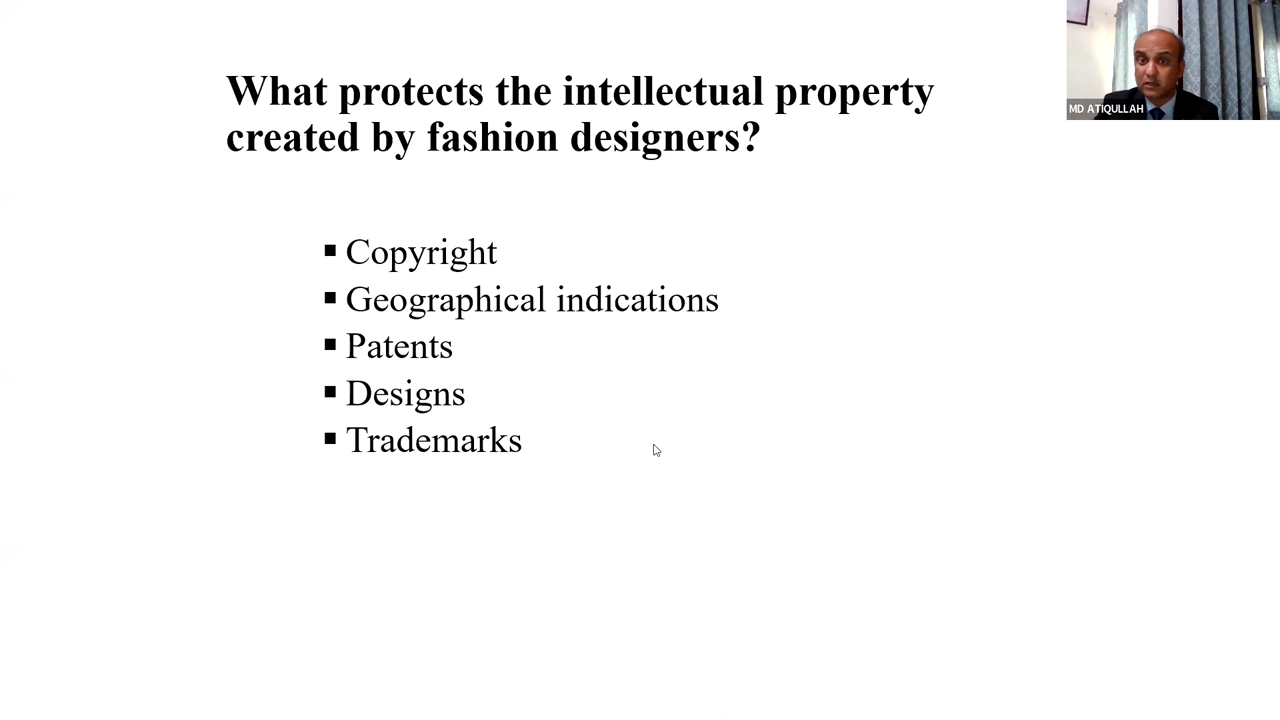 What protects the intellectual property
created by fashion designers?
▪ Copyright
▪ Geographical indications
▪ Patents
▪ Designs
▪ Trademarks
MD ATIQULLAH